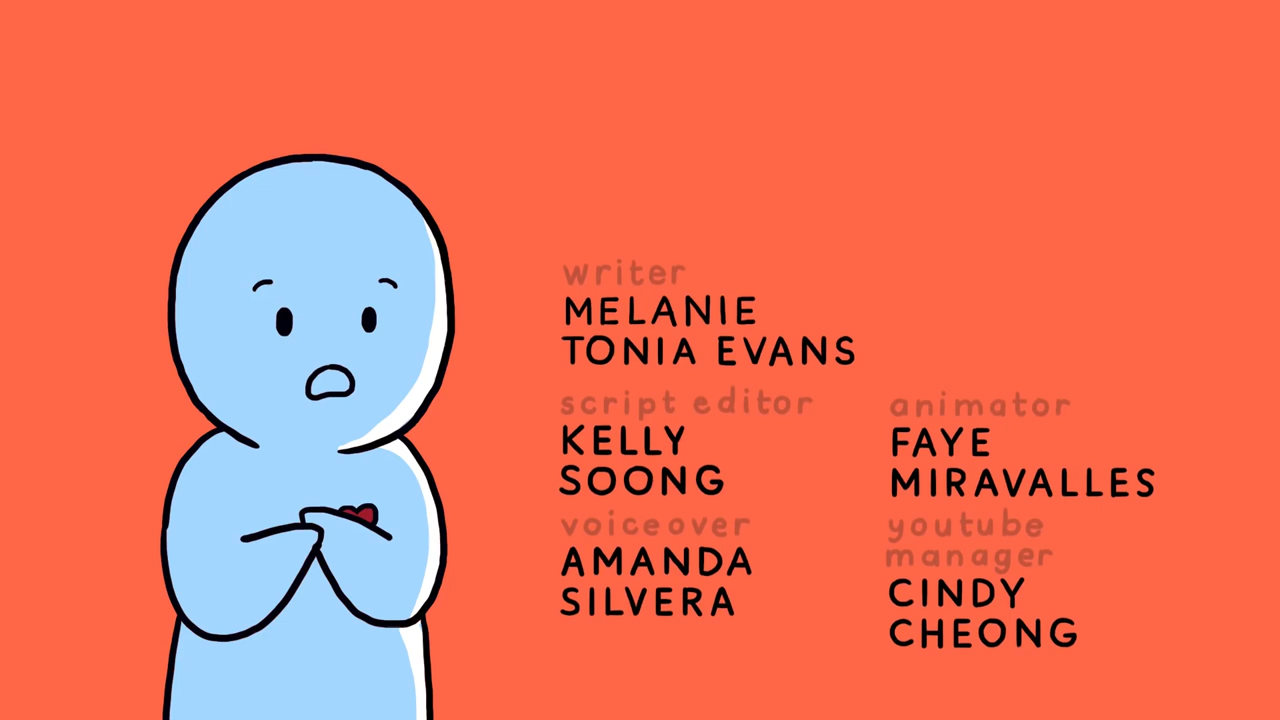 writer
MELANIE
TONIA EVANS
script editor
KELLY
SOONG
voiceover
AMANDA
SILVERA
animator
FAYE
MIRAVALLES
youtube
manager
CINDY
CHEONG